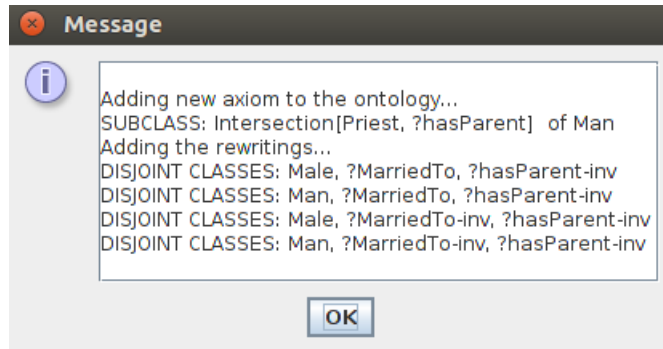 Message
Adding new axiom to the ontology...
SUBCLASS: Intersection[Priest, ?hasParent]  of Man
Adding the rewritings...
DISJOINT CLASSES: Male, ?MarriedTo, ?hasParent-inv
DISJOINT CLASSES: Man, ?MarriedTo, ?hasParent-inv
DISJOINT CLASSES: Male, ?MarriedTo-inv, ?hasParent-inv
DISJOINT CLASSES: Man, ?MarriedTo-inv, ?hasParent-inv
OK